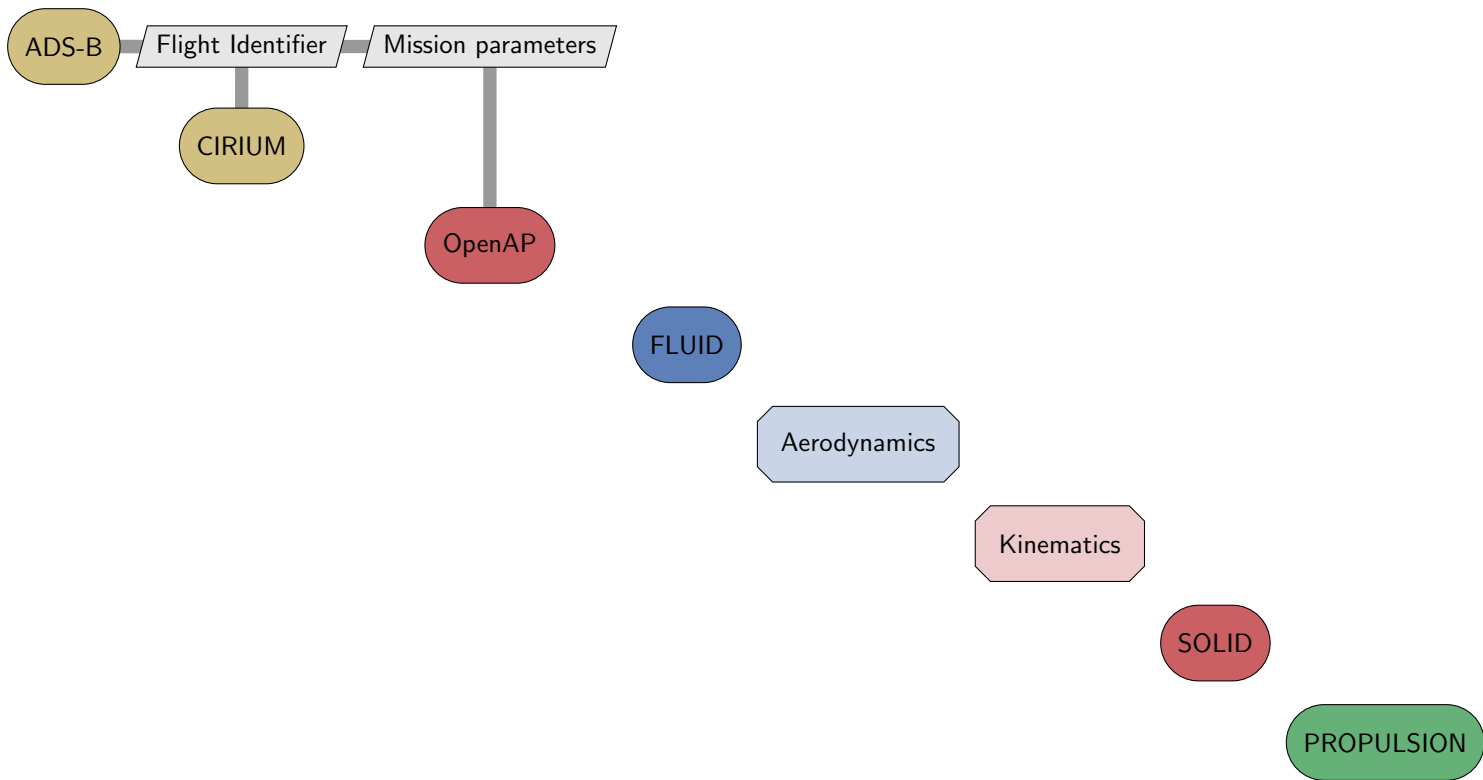 ADS-B
Flight Identifier
Mission parameters
CIRIUM
OpenAP
FLUID
Aerodynamics
Kinematics
SOLID
PROPULSION